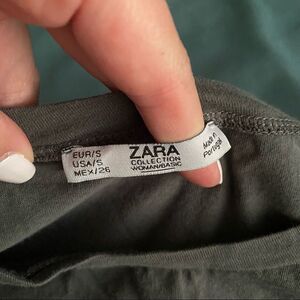 EUR/S
USA/S
MEX/26
ZARA
COLLECTION
WOMAN/BASIC
Made in
Portugal